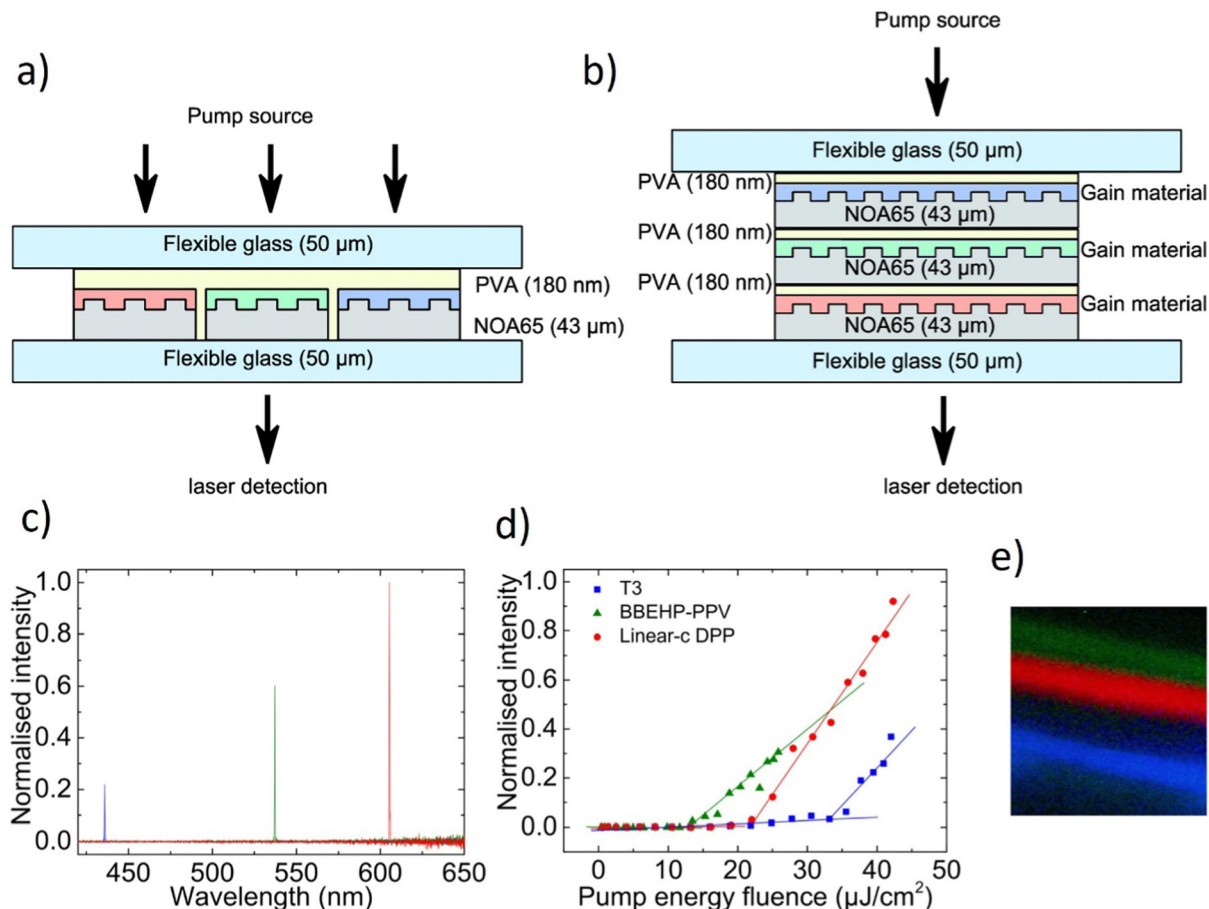 a)
Pump source
Flexible glass (50 µm)
PVA (180 nm)
NOA65 (43 µm)
Flexible glass (50 µm)
laser detection
b)
Pump source
Flexible glass (50 µm)
PVA (180 nm)
Gain material
NOA65 (43 µm)
PVA (180 nm)
Gain material
NOA65 (43 µm)
PVA (180 nm)
Gain material
NOA65 (43 µm)
Flexible glass (50 µm)
laser detection
c)
Normalised intensity
1.0
0.8
0.6
0.4
0.2
0.0
450 500 550 600 650
Wavelength (nm)
d)
Normalised intensity
1.0
0.8
0.6
0.4
0.2
0.0
T3
BBEHP-PPV
Linear-c DPP
0 10 20 30 40 50
Pump energy fluence (µJ/cm²)
e)